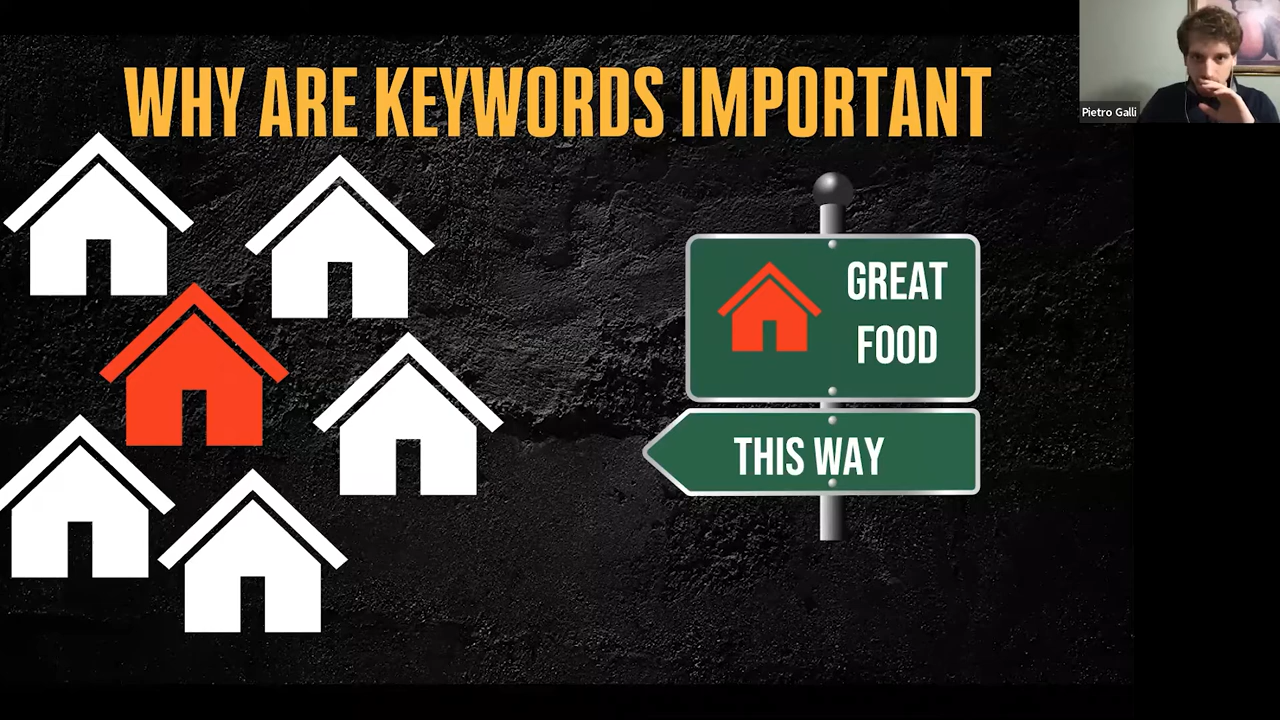 WHY ARE KEYWORDS IMPORTANT
Pietro Galli
GREAT
FOOD
THIS WAY